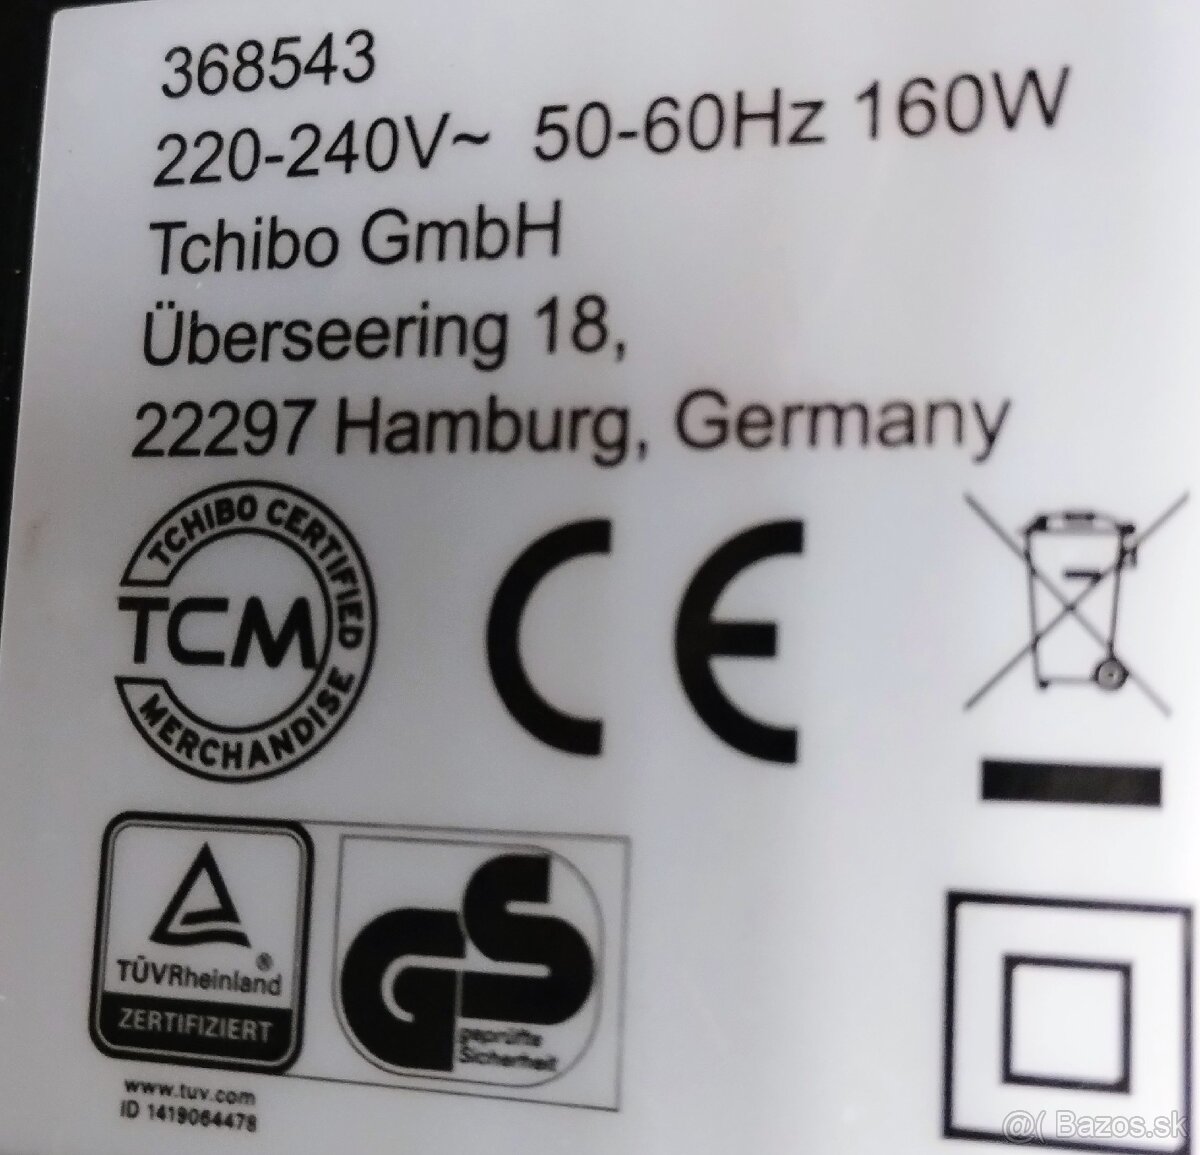 368543
220-240V~ 50-60Hz 160W
Tchibo GmbH
Überseering 18,
22297 Hamburg, Germany
TCHIBO CERTIFIED
TCM
MERCHANDISE
CE
TÜVRheinland®
ZERTIFIZIERT
GS
geprüfte
Sicherheit
www.tuv.com
ID 1419064478
@( Bazos.sk